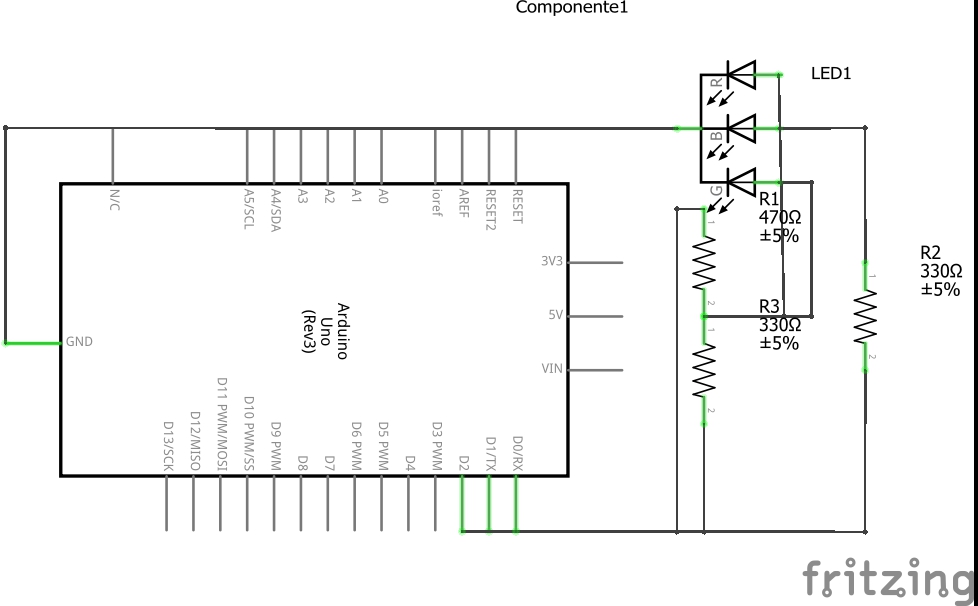 Componente1
LED1
R
B
G
N/C
A5/SCL
A4/SDA
A3
A2
A1
A0
ioref
AREF
RESET2
RESET
R1
470Ω
±5%
1
2
3V3
5V
VIN
GND
Arduino
Uno
(Rev3)
R2
330Ω
±5%
1
2
R3
330Ω
±5%
1
2
D13/SCK
D12/MISO
D11 PWM/MOSI
D10 PWM/SS
D9 PWM
D8
D7
D6 PWM
D5 PWM
D4
D3 PWM
D2
D1/TX
D0/RX
fritzing